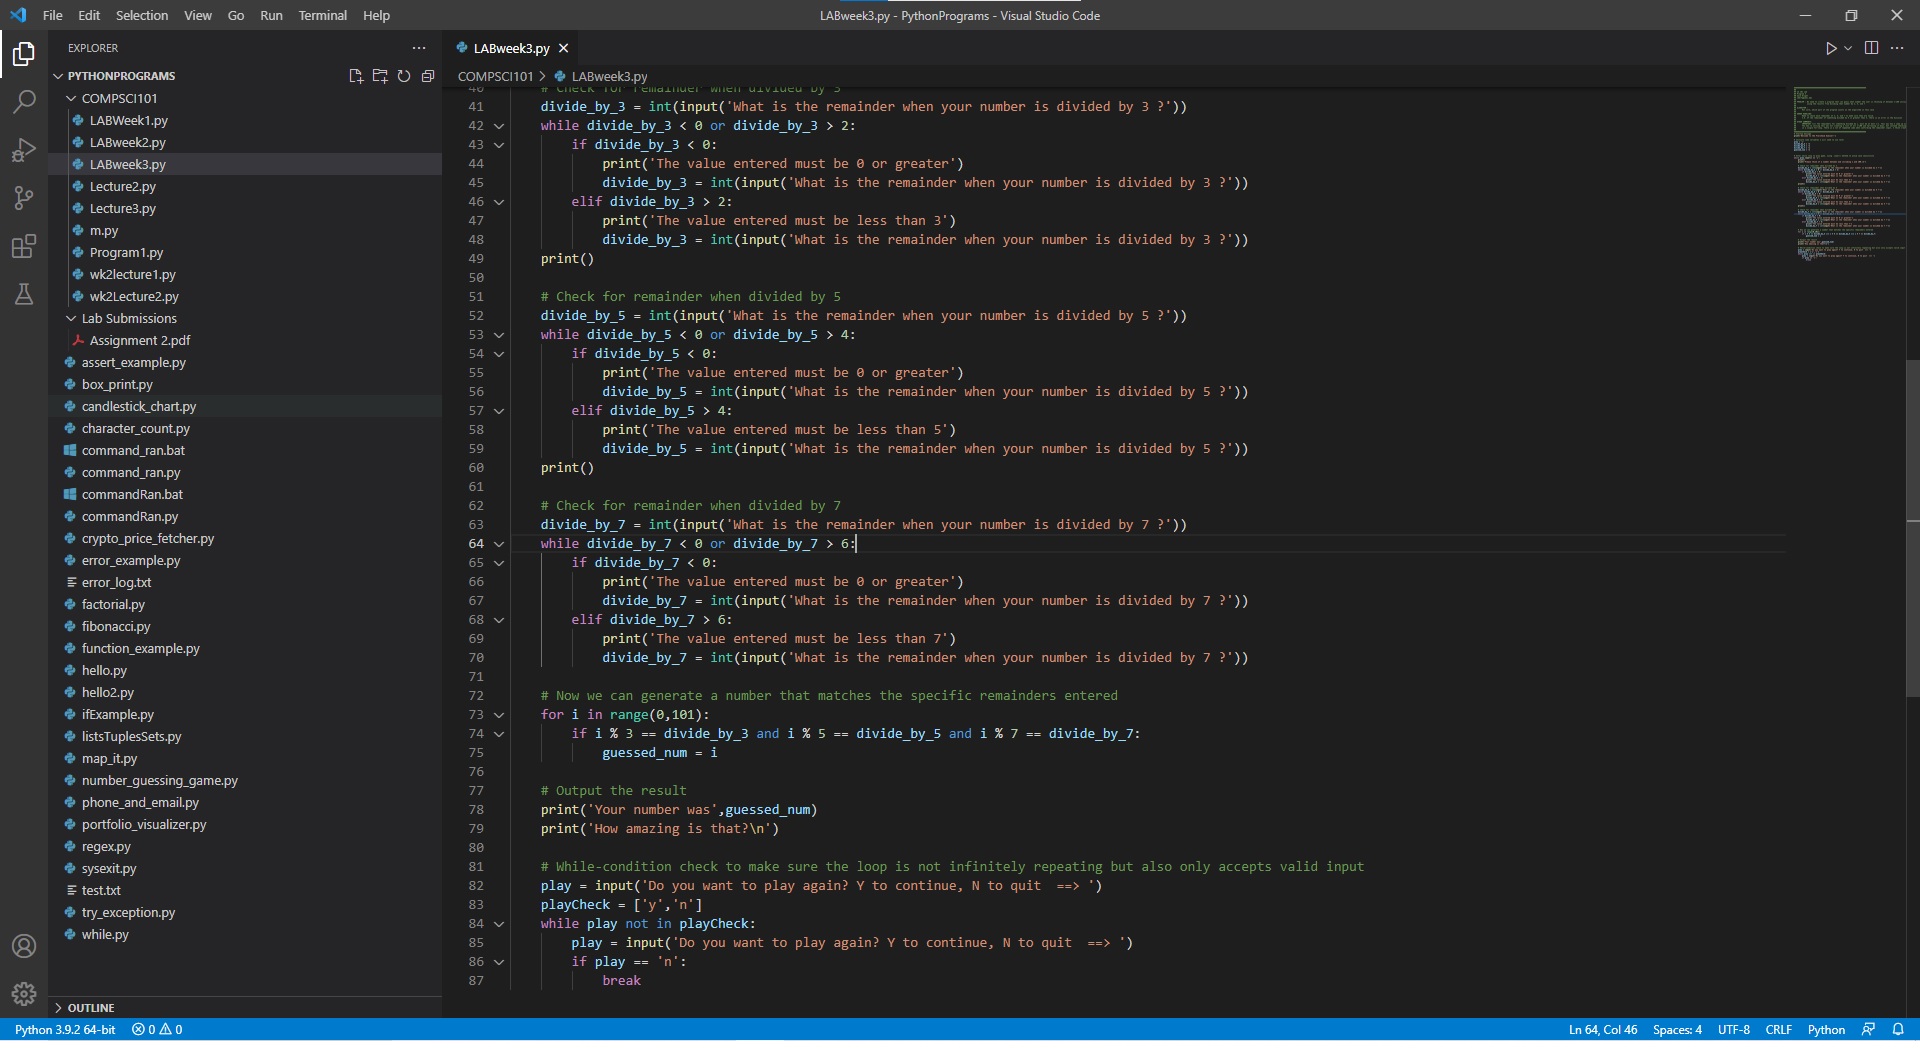 File Edit Selection View Go Run Terminal Help
LABweek3.py - PythonPrograms - Visual Studio Code
EXPLORER
PYTHONPROGRAMS
COMPSCI101
LABWeek1.py
LABweek2.py
LABweek3.py
Lecture2.py
Lecture3.py
m.py
Program1.py
wk2lecture1.py
wk2Lecture2.py
Lab Submissions
Assignment 2.pdf
assert_example.py
box_print.py
candlestick_chart.py
character_count.py
command_ran.bat
command_ran.py
commandRan.bat
commandRan.py
crypto_price_fetcher.py
error_example.py
error_log.txt
factorial.py
fibonacci.py
function_example.py
hello.py
hello2.py
ifExample.py
listsTuplesSets.py
map_it.py
number_guessing_game.py
phone_and_email.py
portfolio_visualizer.py
regex.py
sysexit.py
test.txt
try_exception.py
while.py
OUTLINE
LABweek3.py
COMPSCI101 > LABweek3.py
40 # Check for remainder when divided by 3
41 divide_by_3 = int(input('What is the remainder when your number is divided by 3 ?'))
42 while divide_by_3 < 0 or divide_by_3 > 2:
43 if divide_by_3 < 0:
44 print('The value entered must be 0 or greater')
45 divide_by_3 = int(input('What is the remainder when your number is divided by 3 ?'))
46 elif divide_by_3 > 2:
47 print('The value entered must be less than 3')
48 divide_by_3 = int(input('What is the remainder when your number is divided by 3 ?'))
49 print()
50
51 # Check for remainder when divided by 5
52 divide_by_5 = int(input('What is the remainder when your number is divided by 5 ?'))
53 while divide_by_5 < 0 or divide_by_5 > 4:
54 if divide_by_5 < 0:
55 print('The value entered must be 0 or greater')
56 divide_by_5 = int(input('What is the remainder when your number is divided by 5 ?'))
57 elif divide_by_5 > 4:
58 print('The value entered must be less than 5')
59 divide_by_5 = int(input('What is the remainder when your number is divided by 5 ?'))
60 print()
61
62 # Check for remainder when divided by 7
63 divide_by_7 = int(input('What is the remainder when your number is divided by 7 ?'))
64 while divide_by_7 < 0 or divide_by_7 > 6:
65 if divide_by_7 < 0:
66 print('The value entered must be 0 or greater')
67 divide_by_7 = int(input('What is the remainder when your number is divided by 7 ?'))
68 elif divide_by_7 > 6:
69 print('The value entered must be less than 7')
70 divide_by_7 = int(input('What is the remainder when your number is divided by 7 ?'))
71
72 # Now we can generate a number that matches the specific remainders entered
73 for i in range(0,101):
74 if i % 3 == divide_by_3 and i % 5 == divide_by_5 and i % 7 == divide_by_7:
75 guessed_num = i
76
77 # Output the result
78 print('Your number was',guessed_num)
79 print('How amazing is that?\n')
80
81 # While-condition check to make sure the loop is not infinitely repeating but also only accepts valid input
82 play = input('Do you want to play again? Y to continue, N to quit  ==> ')
83 playCheck = ['y','n']
84 while play not in playCheck:
85 play = input('Do you want to play again? Y to continue, N to quit  ==> ')
86 if play == 'n':
87 break
Python 3.9.2 64-bit 0 0 Ln 64, Col 46 Spaces: 4 UTF-8 CRLF Python